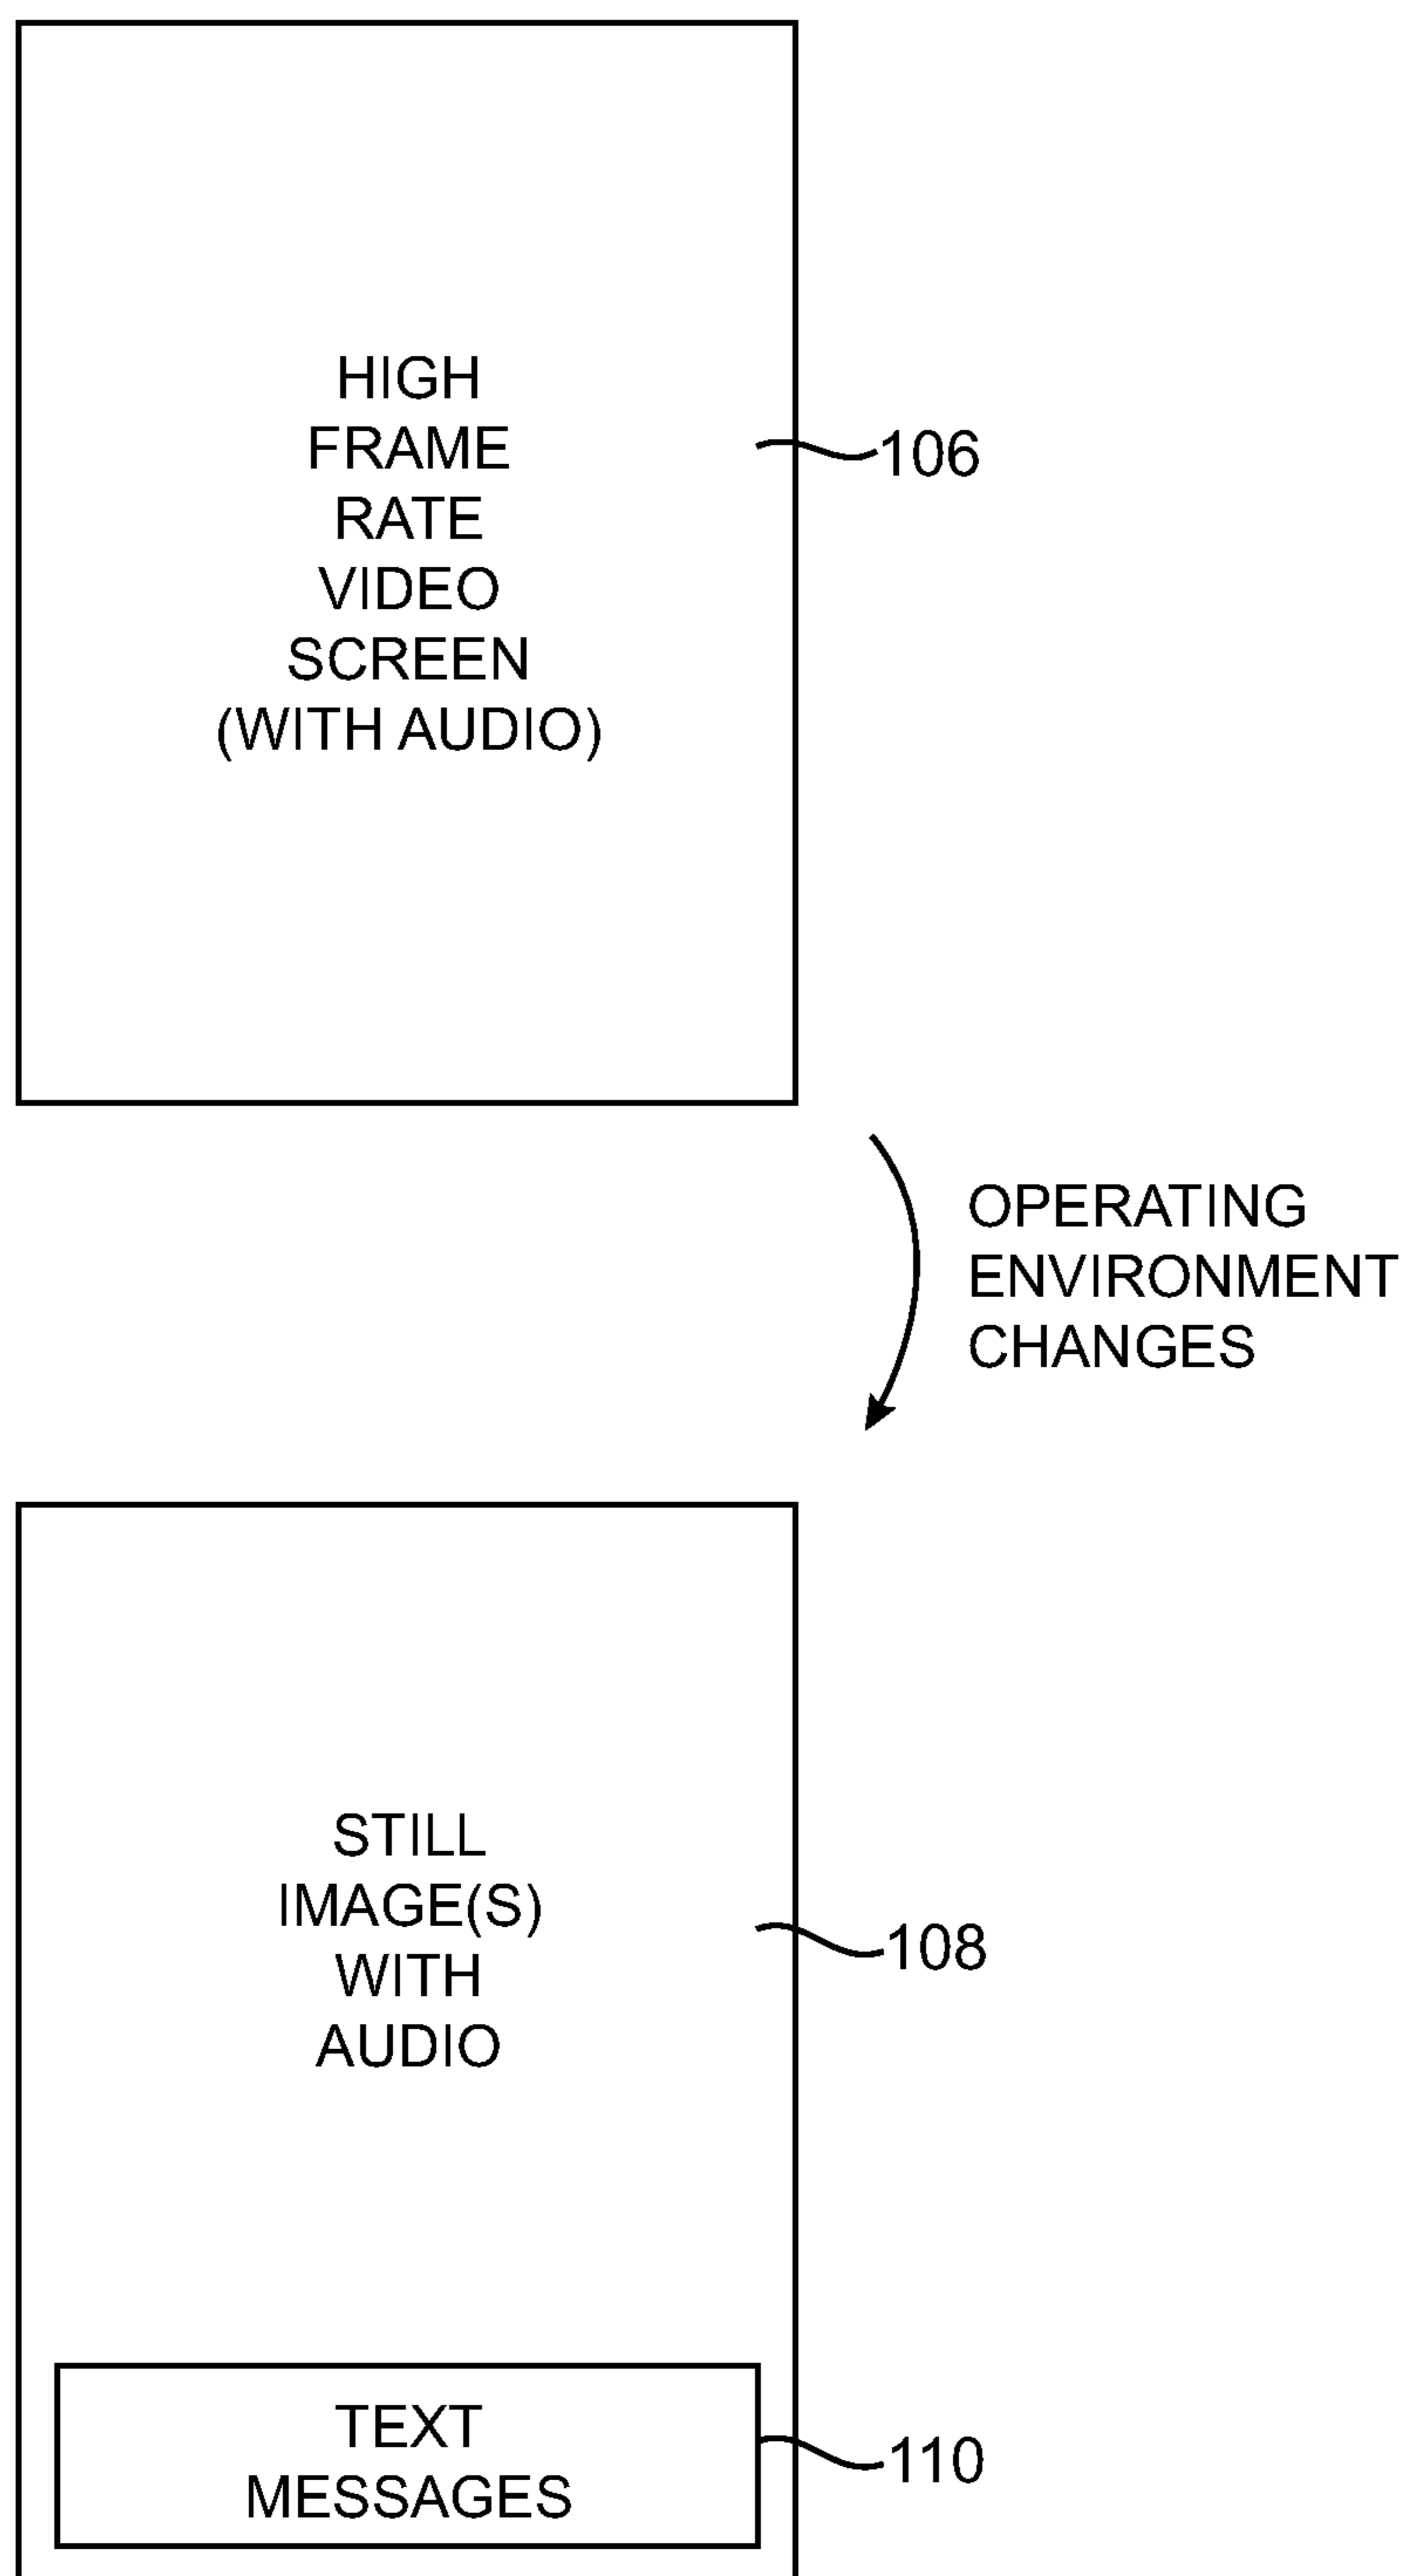 HIGH
FRAME
RATE
VIDEO
SCREEN
(WITH AUDIO)
106
OPERATING
ENVIRONMENT
CHANGES
STILL
IMAGE(S)
WITH
AUDIO
108
TEXT
MESSAGES
110